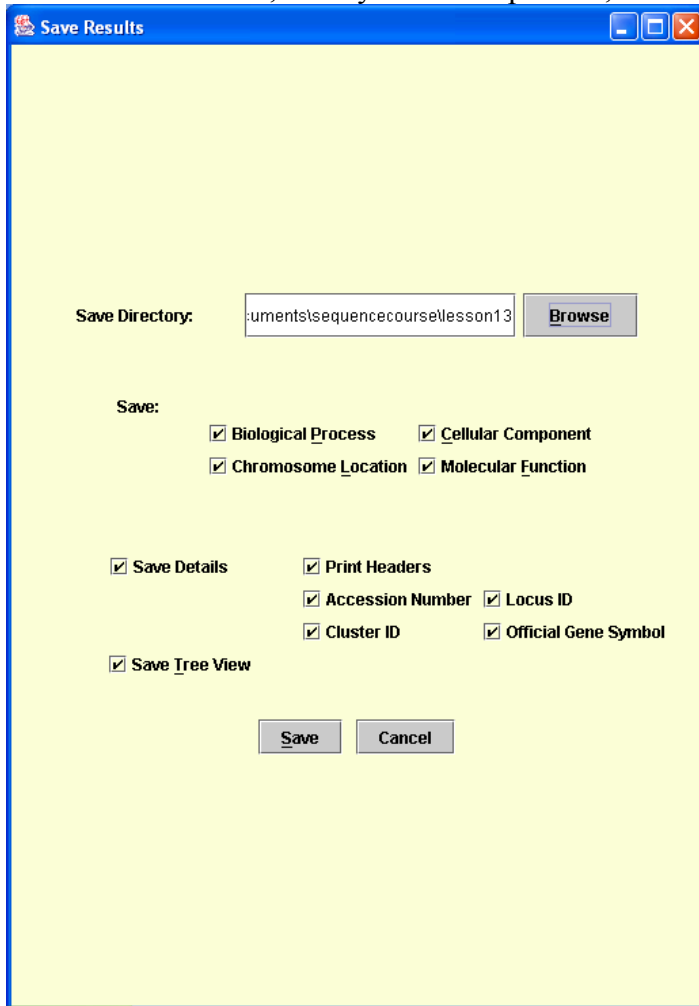 Save Results
Save Directory: :uments\sequencecourse\lesson13 Browse
Save:
Biological Process Cellular Component
Chromosome Location Molecular Function
Save Details Print Headers
Accession Number Locus ID
Cluster ID Official Gene Symbol
Save Tree View
Save Cancel